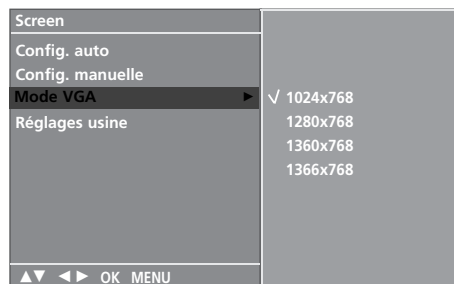 Screen
Config. auto
Config. manuelle
Mode VGA ►
Réglages usine
√ 1024x768
1280x768
1360x768
1366x768
▲▼ ◄► OK MENU